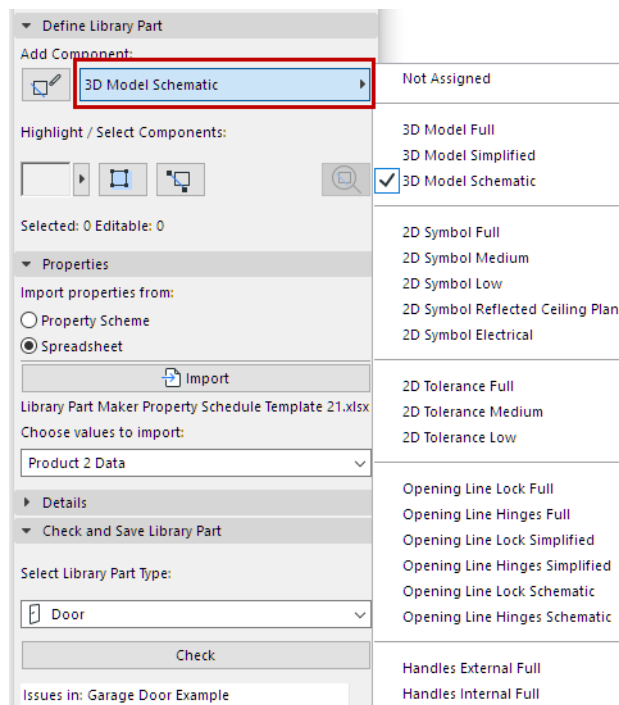 Define Library Part
Add Component:
3D Model Schematic
Highlight / Select Components:
Selected: 0 Editable: 0
Properties
Import properties from:
Property Scheme
Spreadsheet
Import
Library Part Maker Property Schedule Template 21.xlsx
Choose values to import:
Product 2 Data
Details
Check and Save Library Part
Select Library Part Type:
Door
Check
Issues in: Garage Door Example
Not Assigned
3D Model Full
3D Model Simplified
3D Model Schematic
2D Symbol Full
2D Symbol Medium
2D Symbol Low
2D Symbol Reflected Ceiling Plan
2D Symbol Electrical
2D Tolerance Full
2D Tolerance Medium
2D Tolerance Low
Opening Line Lock Full
Opening Line Hinges Full
Opening Line Lock Simplified
Opening Line Hinges Simplified
Opening Line Lock Schematic
Opening Line Hinges Schematic
Handles External Full
Handles Internal Full